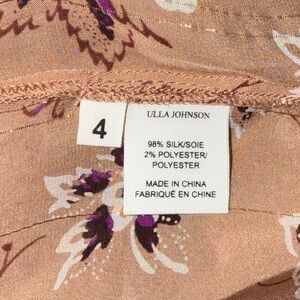 4
ULLA JOHNSON
98% SILK/SOIE
2% POLYESTER/
POLYESTER
MADE IN CHINA
FABRIQUÉ EN CHINE